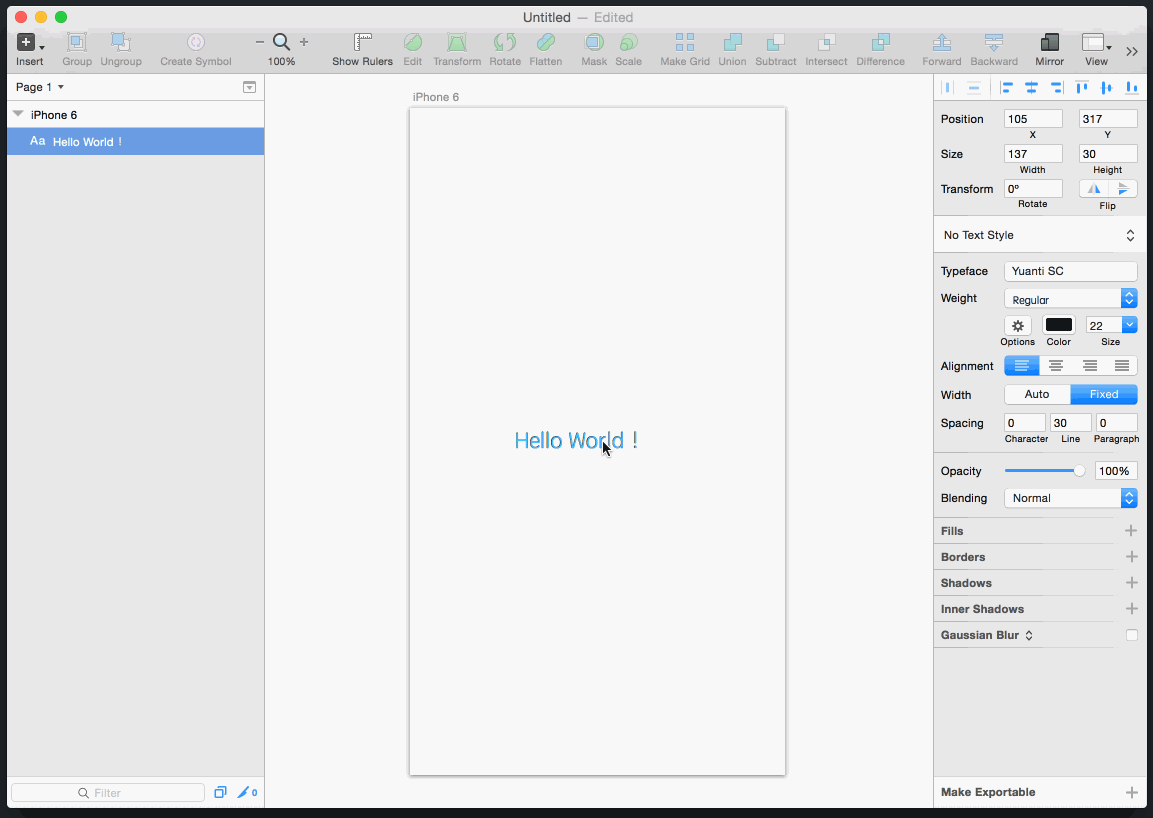 Untitled — Edited
Insert Group Ungroup Create Symbol 100% Show Rulers Edit Transform Rotate Flatten Mask Scale Make Grid Union Subtract Intersect Difference Forward Backward Mirror View
Page 1
iPhone 6
Aa Hello World !
Filter
0
iPhone 6
Hello World !
Position 105 317
X Y
Size 137 30
Width Height
Transform 0°
Rotate Flip
No Text Style
Typeface Yuanti SC
Weight Regular
22
Options Color Size
Alignment
Width Auto Fixed
Spacing 0 30 0
Character Line Paragraph
Opacity 100%
Blending Normal
Fills
Borders
Shadows
Inner Shadows
Gaussian Blur
Make Exportable